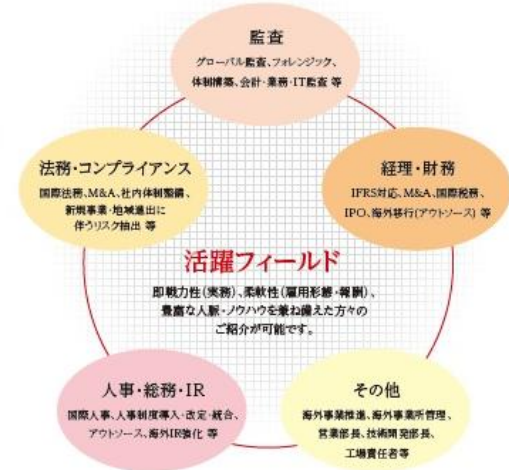 監査
グローバル監査、フォレンジック、
体制構築、会計・業務・IT監査 等
法務・コンプライアンス
国際法務、M&A、社内体制整備、
新規事業・地域進出に
伴うリスク抽出 等
経理・財務
IFRS対応、M&A、国際税務、
IPO、海外移行(アウトソース) 等
活躍フィールド
即戦力性(実務)、柔軟性(雇用形態・報酬)、
豊富な人脈・ノウハウを兼ね備えた方々の
ご紹介が可能です。
人事・総務・IR
国際人事、人事制度導入・改定・統合、
アウトソース、海外IR強化 等
その他
海外事業推進、海外事業所管理、
営業部長、技術開発部長、
工場責任者等